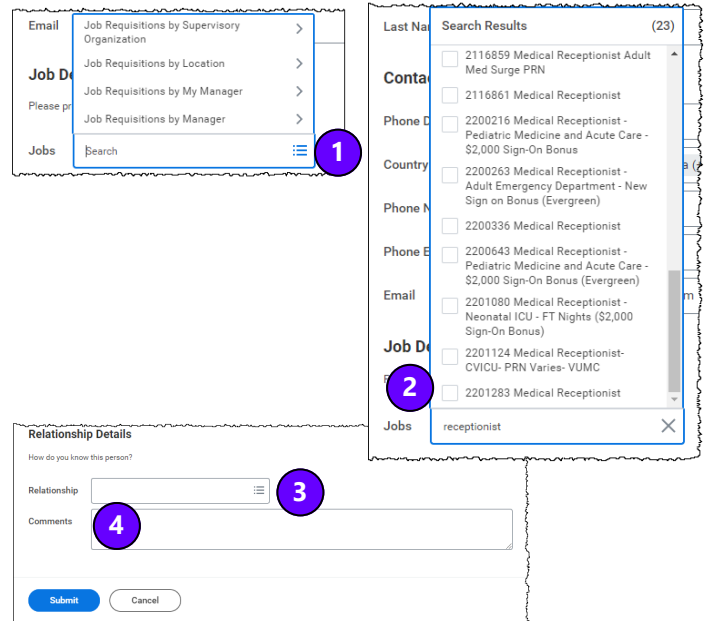 Email
Job Requisitions by Supervisory
Organization
Job Requisitions by Location
Job De
Job Requisitions by My Manager
Please pr
Job Requisitions by Manager
Jobs
Search
1
Last Nar
Search Results (23)
2116859 Medical Receptionist Adult
Med Surge PRN
Contac
2116861 Medical Receptionist
Phone D
2200216 Medical Receptionist -
Pediatric Medicine and Acute Care -
$2,000 Sign-On Bonus
Country
2200263 Medical Receptionist -
Adult Emergency Department - New
Sign on Bonus (Evergreen)
Phone N
2200336 Medical Receptionist
Phone E
2200643 Medical Receptionist -
Pediatric Medicine and Acute Care -
$2,000 Sign-On Bonus (Evergreen)
Email
m
2201080 Medical Receptionist -
Neonatal ICU - FT Nights ($2,000
Sign-On Bonus)
Job De
2201124 Medical Receptionist-
CVICU- PRN Varies- VUMC
2
2201283 Medical Receptionist
Jobs
receptionist
Relationship Details
How do you know this person?
Relationship
3
Comments
4
Submit
Cancel